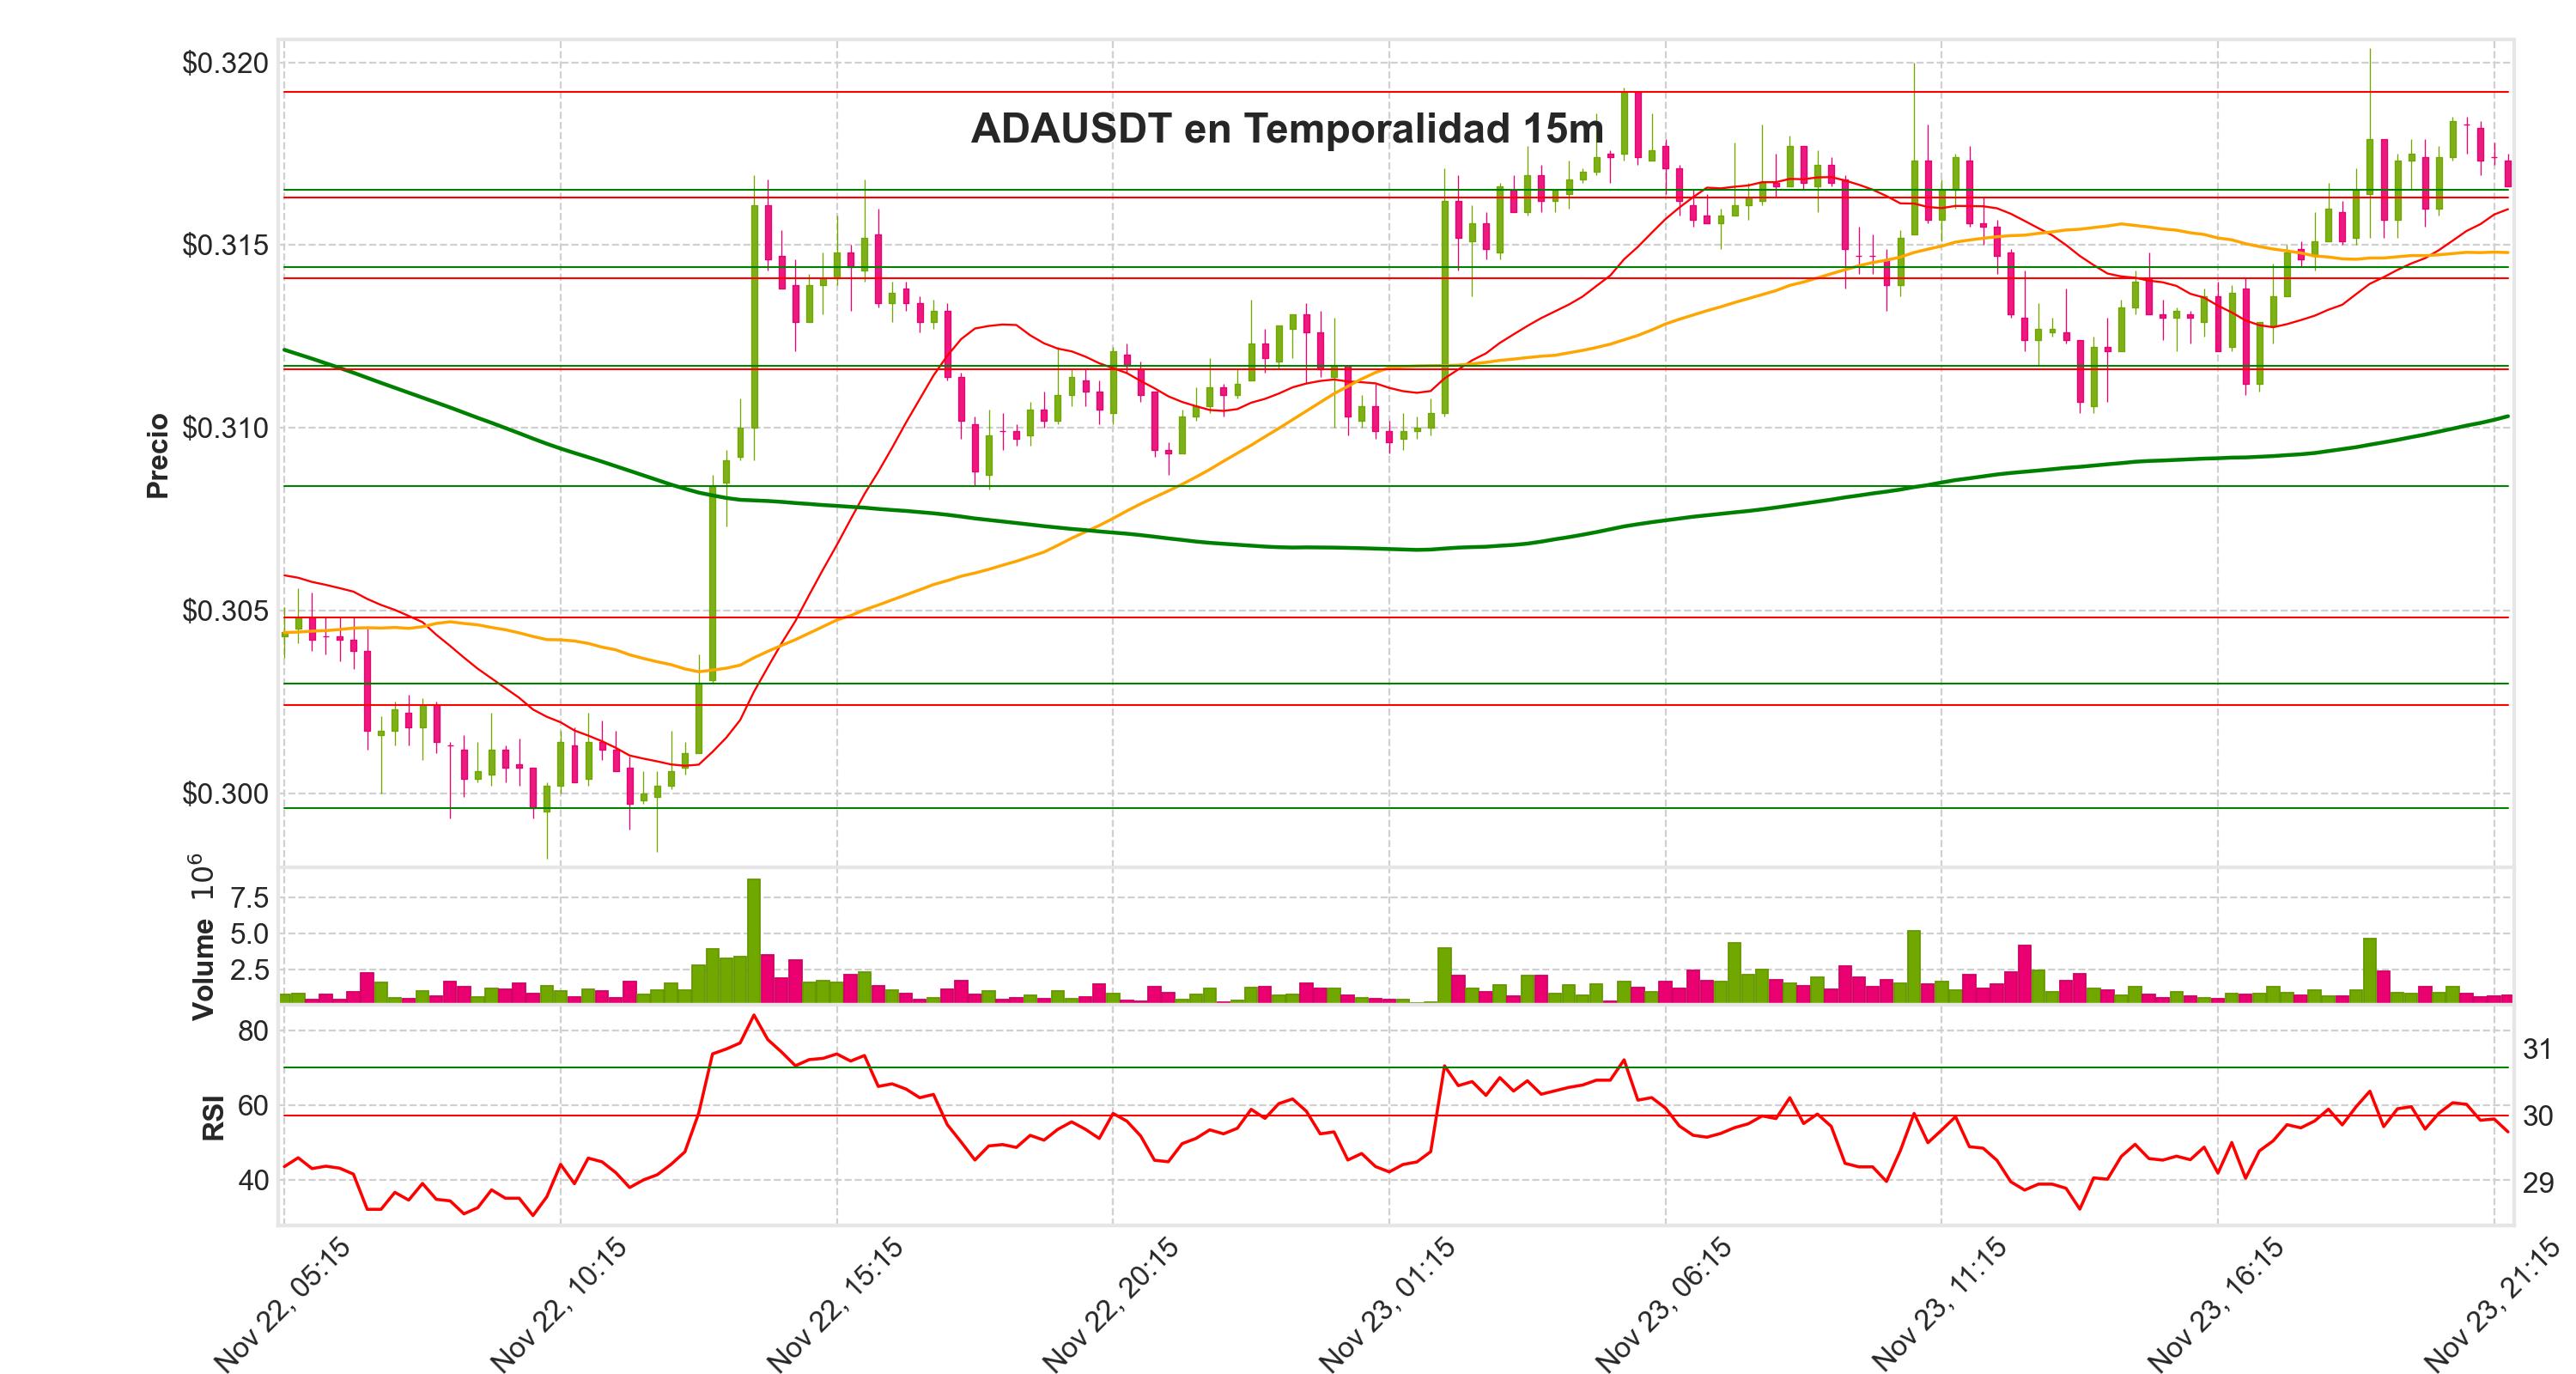 ADAUSDT en Temporalidad 15m
Precio
$0.320
$0.315
$0.310
$0.305
$0.300
Volume 10⁶
7.5
5.0
2.5
RSI
80
60
40
31
30
29
Nov 22, 05:15
Nov 22, 10:15
Nov 22, 15:15
Nov 22, 20:15
Nov 23, 01:15
Nov 23, 06:15
Nov 23, 11:15
Nov 23, 16:15
Nov 23, 21:15